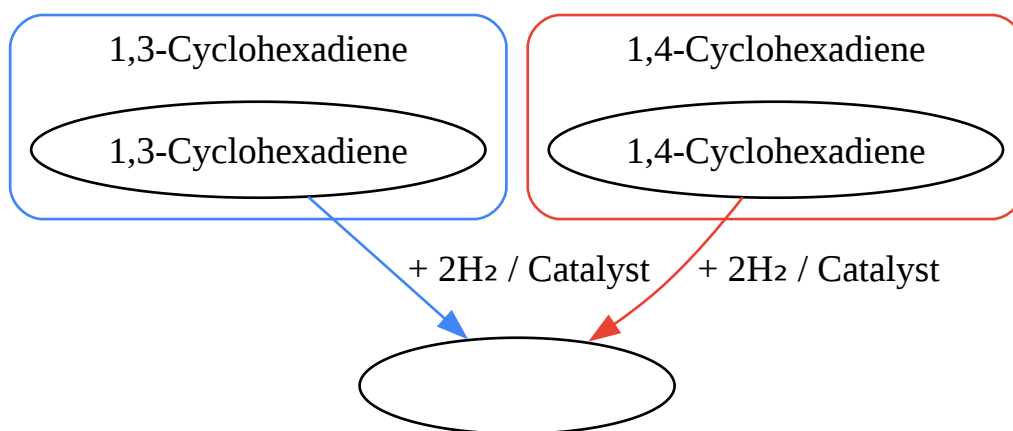 1,3-Cyclohexadiene
1,4-Cyclohexadiene
1,3-Cyclohexadiene
1,4-Cyclohexadiene
+ 2H₂ / Catalyst
+ 2H₂ / Catalyst